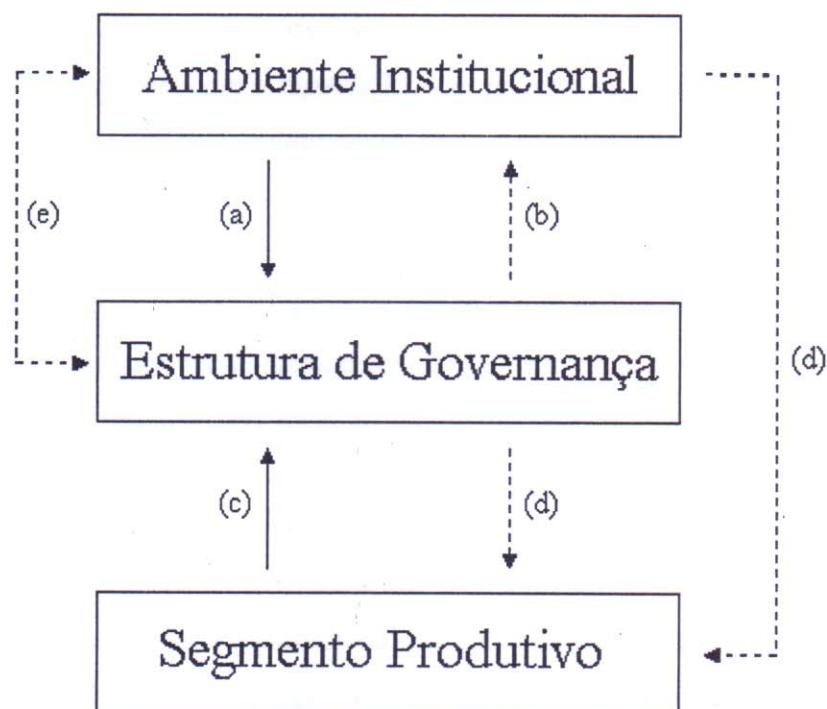 Ambiente Institucional
(e)
(a)
(b)
Estrutura de Governança
(d)
(c)
(d)
Segmento Produtivo